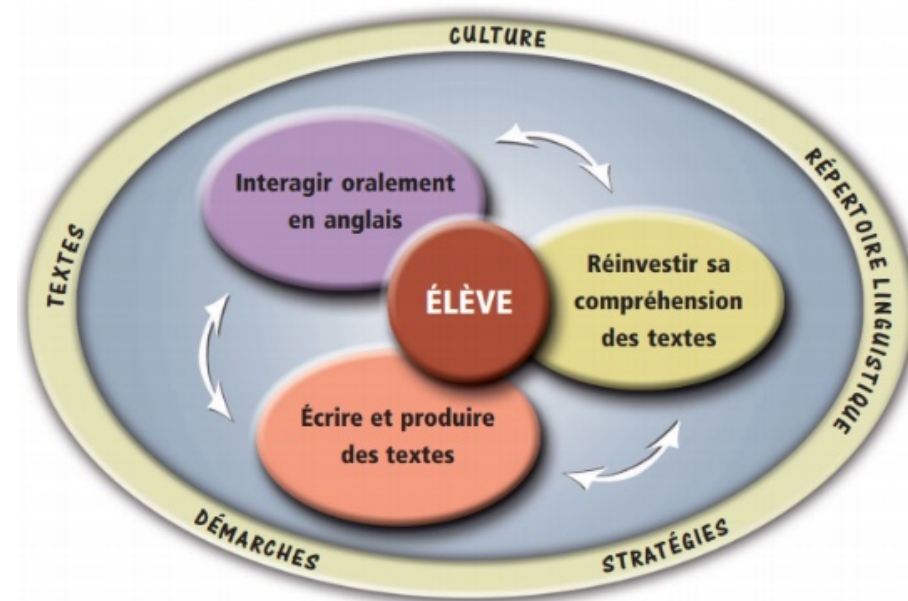 CULTURE
RÉPERTOIRE LINGUISTIQUE
TEXTES
Interagir oralement
en anglais
ÉLÈVE
Réinvestir sa
compréhension
des textes
Écrire et produire
des textes
DÉMARCHES
STRATÉGIES